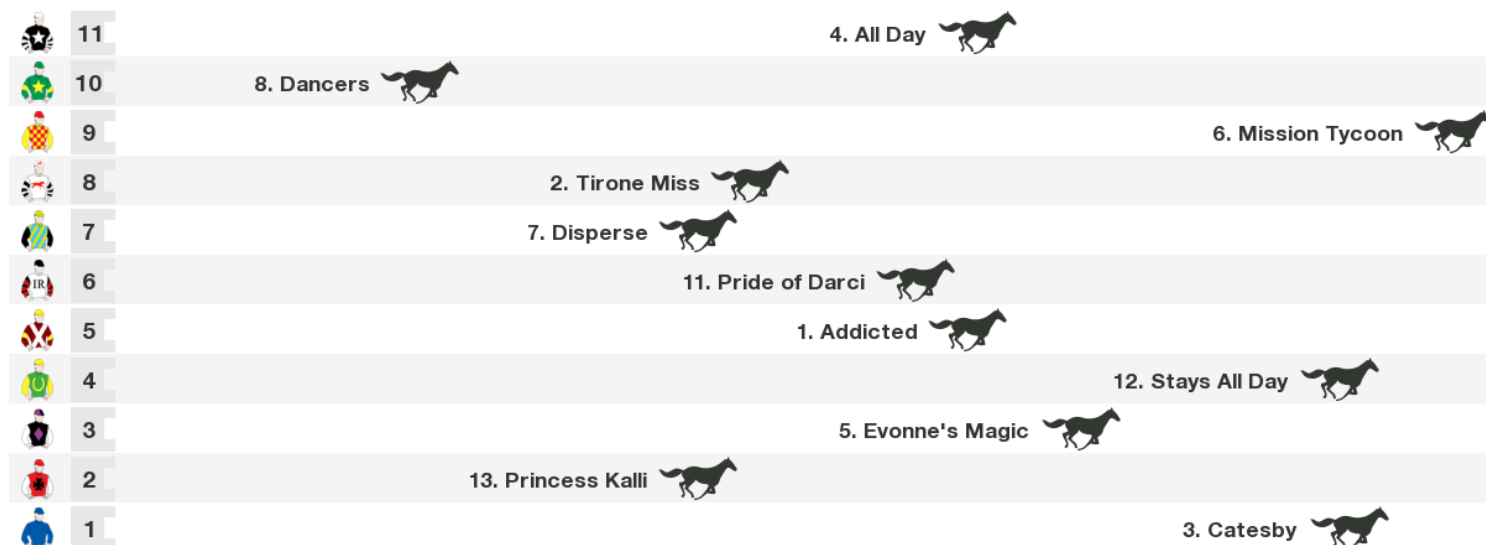 11 4. All Day
10 8. Dancers
9 6. Mission Tycoon
8 2. Tirone Miss
7 7. Disperse
IR 6 11. Pride of Darci
5 1. Addicted
4 12. Stays All Day
3 5. Evonne's Magic
2 13. Princess Kalli
1 3. Catesby